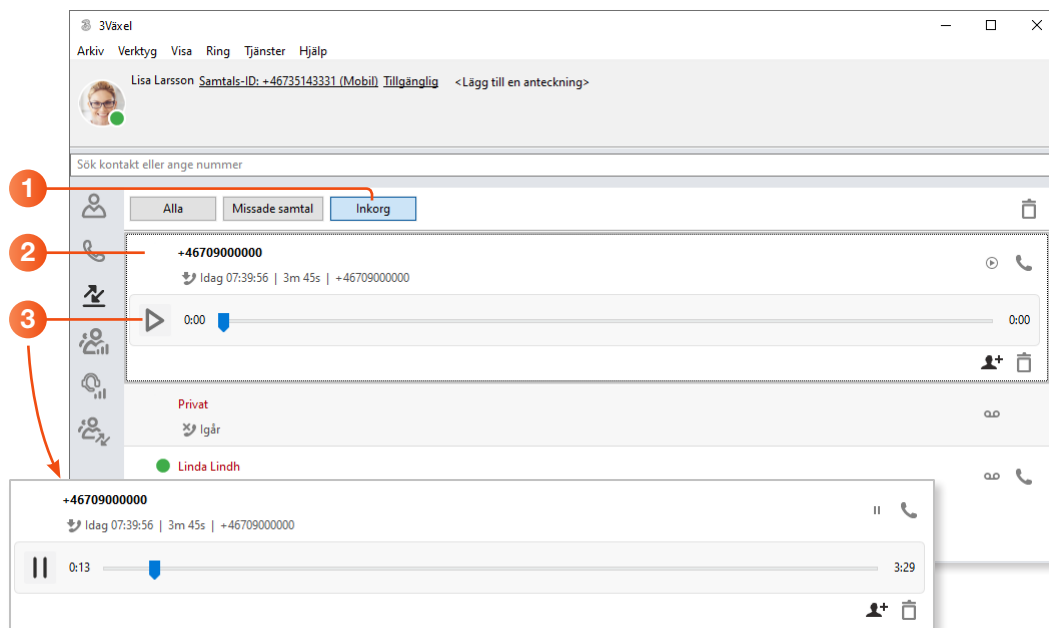 3Växel
Arkiv Verktyg Visa Ring Tjänster Hjälp
Lisa Larsson Samtals-ID: +46735143331 (Mobil) Tillgänglig <Lägg till en anteckning>
Sök kontakt eller ange nummer
1
Alla Missade samtal Inkorg
2
+46709000000
Idag 07:39:56 | 3m 45s | +46709000000
3
0:00 0:00
Privat
Igår
Linda Lindh
+46709000000
Idag 07:39:56 | 3m 45s | +46709000000
0:13 3:29